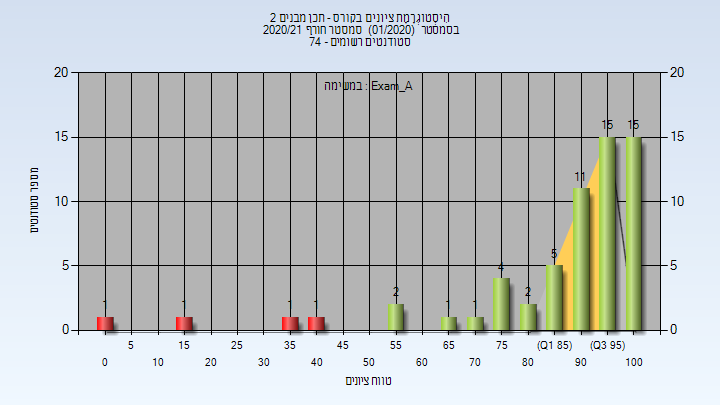 הִיסְטוֹגְרָמַת ציונים בקורס - תכן מבנים 2
בסמסטר (01/2020) סמסטר חורף 2020/21
סטודנטים רשומים - 74
במשימה : Exam_A
מספר סטודנטים
20 20
15 15
10 10
5 5
0 0
1 1 1 1 2 1 1 4 2 5 11 15 15
5 15 25 35 45 55 65 75 (Q1 85) (Q3 95)
0 10 20 30 40 50 60 70 80 90 100
טווח ציונים